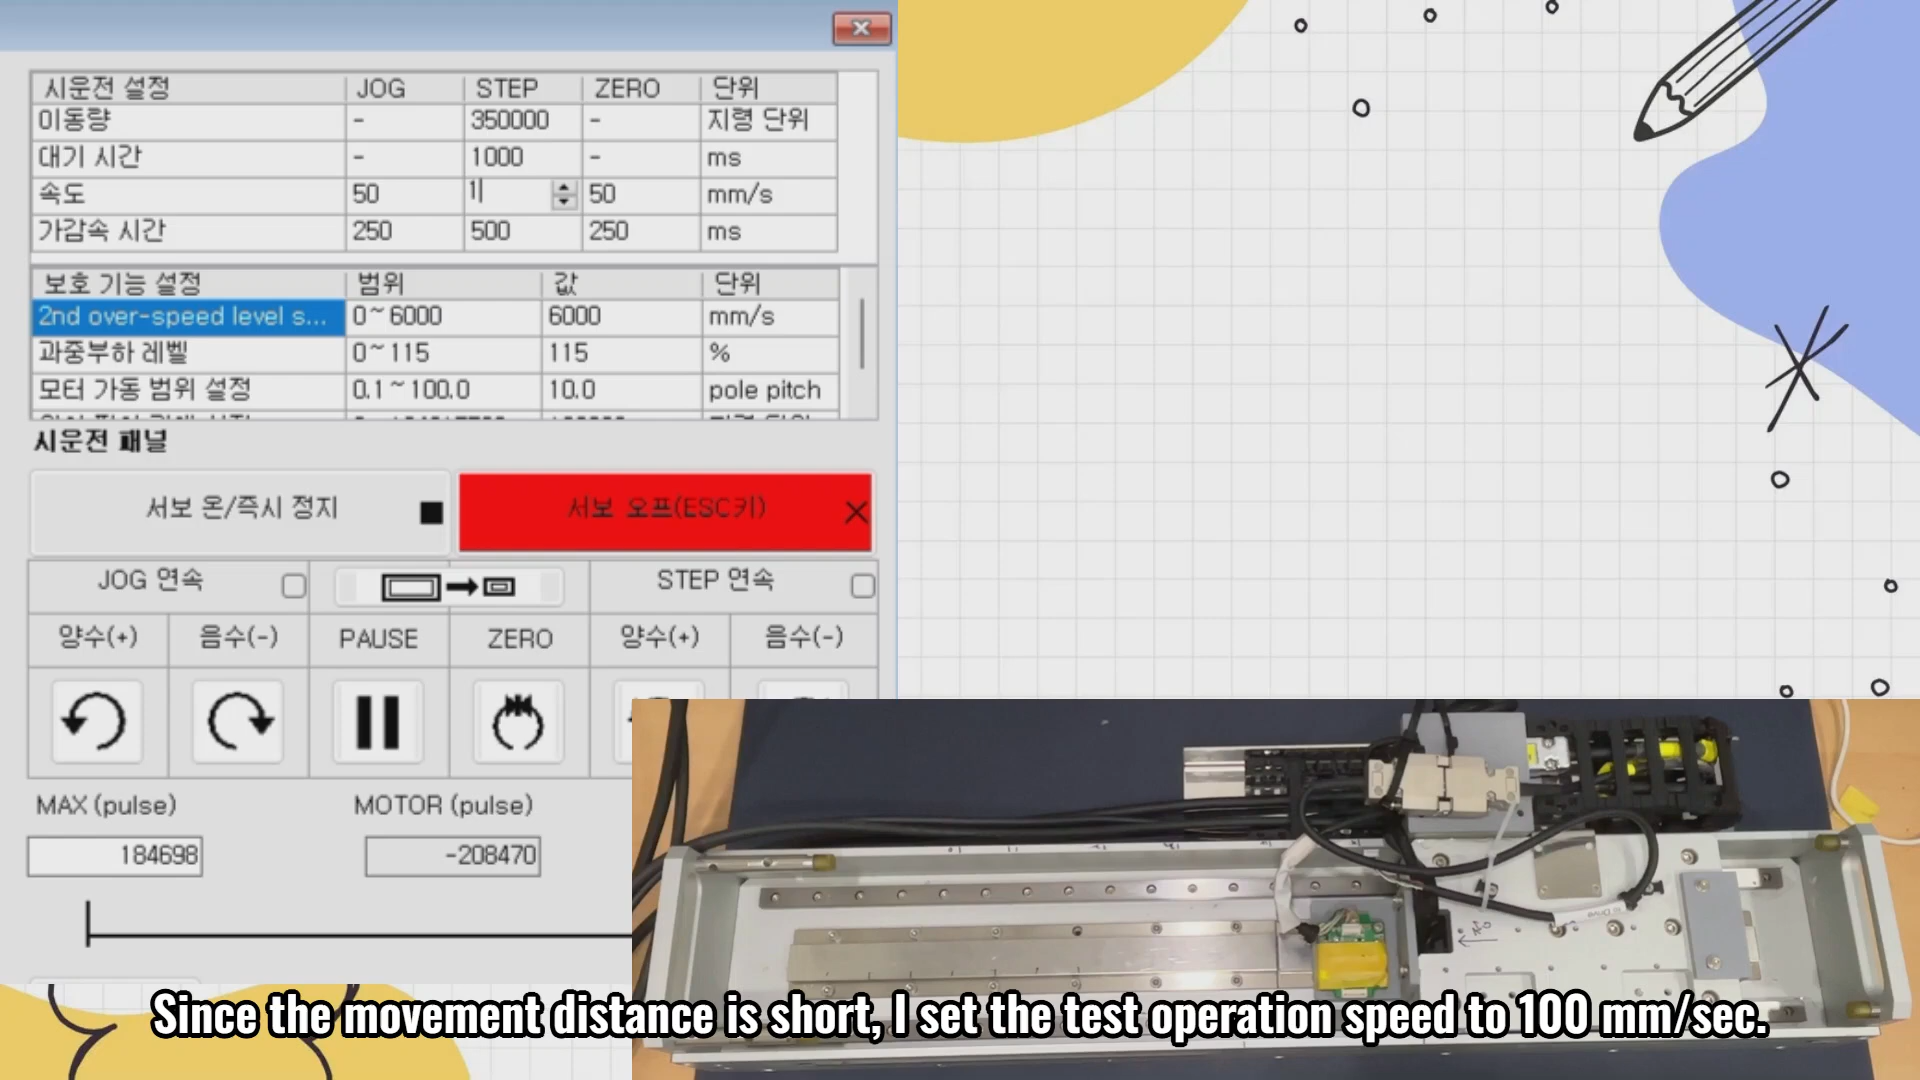 시운전 설정 JOG STEP ZERO 단위
이동량 - 350000 - 지령 단위
대기 시간 - 1000 - ms
속도 50 1 50 mm/s
가감속 시간 250 500 250 ms
보호 기능 설정 범위 값 단위
2nd over-speed level s... 0~6000 6000 mm/s
과중부하 레벨 0~115 115 %
모터 가동 범위 설정 0.1~100.0 10.0 pole pitch
시운전 패널
서보 온/즉시 정지 서보 오프(ESC키)
JOG 연속 STEP 연속
양수(+) 음수(-) PAUSE ZERO 양수(+) 음수(-)
MAX (pulse) MOTOR (pulse)
184698 -208470
Since the movement distance is short, I set the test operation speed to 100 mm/sec.